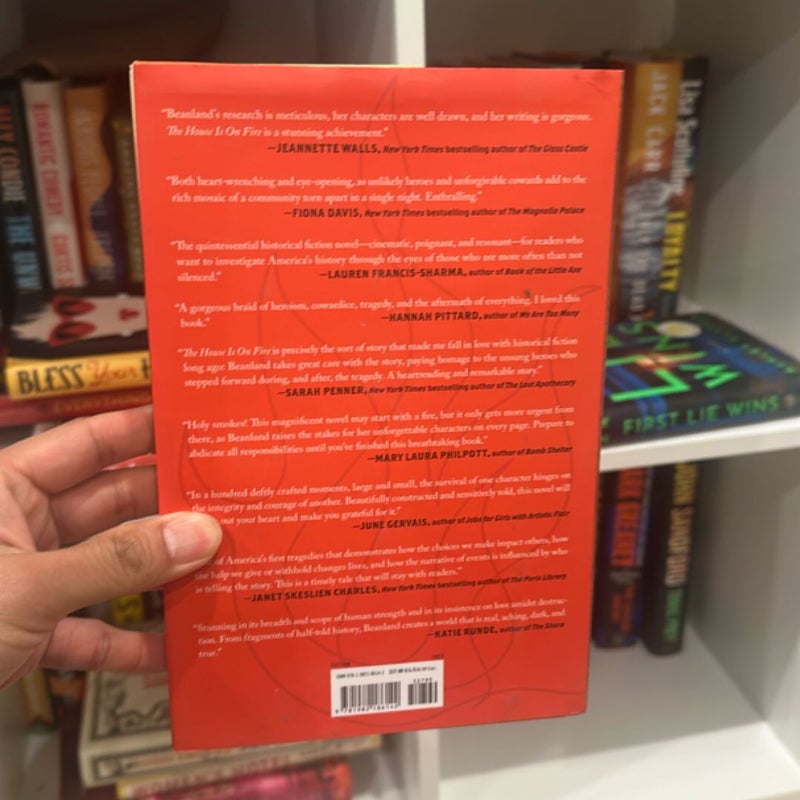 "Beanland's research is meticulous, her characters are well drawn, and her writing is gorgeous.
The House Is On Fire is a stunning achievement."
—JEANNETTE WALLS, New York Times bestselling author of The Glass Castle
"Both heart-wrenching and eye-opening, as unlikely heroes and unforgivable cowards add to the
rich mosaic of a community torn apart in a single night. Enthralling."
—FIONA DAVIS, New York Times bestselling author of The Magnolia Palace
"The quintessential historical fiction novel—cinematic, poignant, and resonant—for readers who
want to investigate America's history through the eyes of those who are more often than not
silenced."
—LAUREN FRANCIS-SHARMA, author of Book of the Little Axe
"A gorgeous braid of heroism, cowardice, tragedy, and the aftermath of everything. I loved this
book."
—HANNAH PITTARD, author of We Are Too Many
"The House Is On Fire is precisely the sort of story that made me fall in love with historical fiction
long ago: Beanland takes great care with the story, paying homage to the unsung heroes who
stepped forward during, and after, the tragedy. A heartrending and remarkable story."
—SARAH PENNER, New York Times bestselling author of The Lost Apothecary
"Holy smokes! This magnificent novel may start with a fire, but it only gets more urgent from
there, as Beanland raises the stakes for her unforgettable characters on every page. Prepare to
abdicate all responsibilities until you've finished this breathtaking book."
—MARY LAURA PHILPOTT, author of Bomb Shelter
"In a hundred deftly crafted moments, large and small, the survival of one character hinges on
the integrity and courage of another. Beautifully constructed and sensitively told, this novel will
out your heart and make you grateful for it."
—JUNE GERVAIS, author of Jobs for Girls with Artistic Flair
of America's first tragedies that demonstrates how the choices we make impact others, how
the help we give or withhold changes lives, and how the narrative of events is influenced by who
is telling the story. This is a timely tale that will stay with readers."
—JANET SKESLIEN CHARLES, New York Times bestselling author of The Paris Library
"Stunning in its breadth and scope of human strength and in its insistence on love amidst destruc-
tion. From fragments of half-told history, Beanland creates a world that is real, aching, dark, and
true."
—KATIE RUNDE, author of The Shore
ROMANTIC COMEDY
CURTIS S
BLESS Your H
JACK CARR
LOYALTY
FIRST LIE WINS
JOHN SANDFORD
WOMEN'S HOTEL